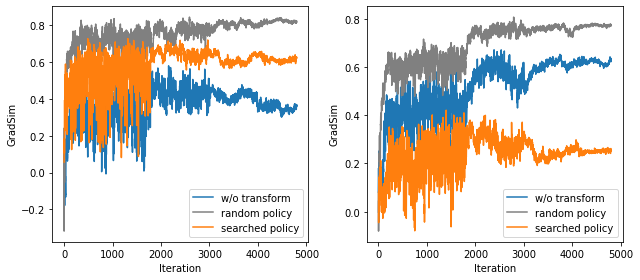 GradSim
0.8
0.6
0.4
0.2
0.0
−0.2
w/o transform
random policy
searched policy
0 1000 2000 3000 4000 5000
Iteration
GradSim
0.8
0.6
0.4
0.2
0.0
w/o transform
random policy
searched policy
0 1000 2000 3000 4000 5000
Iteration